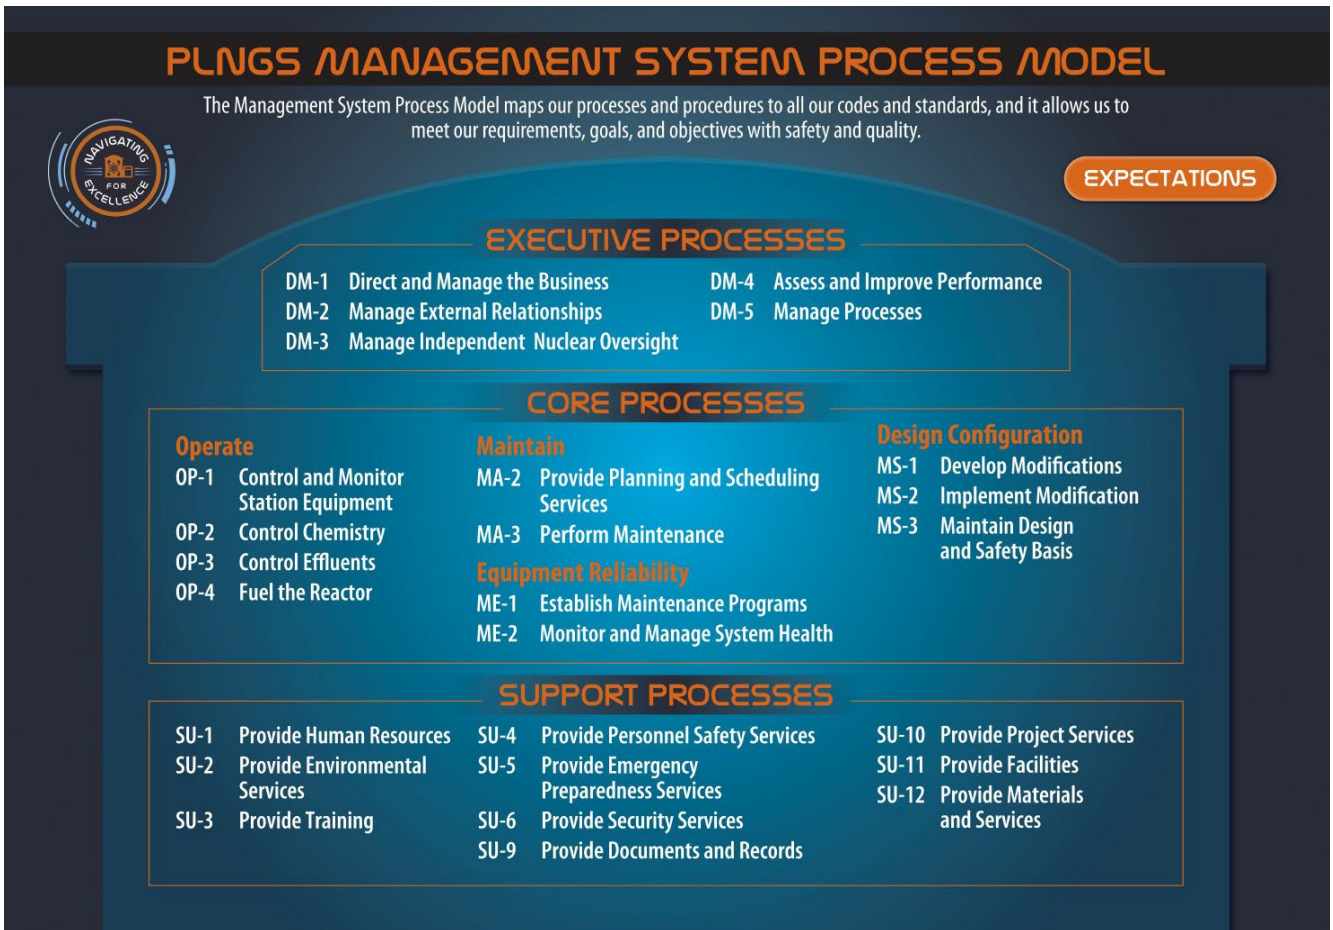 PLNGS MANAGEMENT SYSTEM PROCESS MODEL
The Management System Process Model maps our processes and procedures to all our codes and standards, and it allows us to
meet our requirements, goals, and objectives with safety and quality.
NAVIGATING
FOR
EXCELLENCE
EXPECTATIONS
EXECUTIVE PROCESSES
DM-1 Direct and Manage the Business
DM-2 Manage External Relationships
DM-3 Manage Independent Nuclear Oversight
DM-4 Assess and Improve Performance
DM-5 Manage Processes
CORE PROCESSES
Operate
OP-1 Control and Monitor
Station Equipment
OP-2 Control Chemistry
OP-3 Control Effluents
OP-4 Fuel the Reactor
Maintain
MA-2 Provide Planning and Scheduling
Services
MA-3 Perform Maintenance
Equipment Reliability
ME-1 Establish Maintenance Programs
ME-2 Monitor and Manage System Health
Design Configuration
MS-1 Develop Modifications
MS-2 Implement Modification
MS-3 Maintain Design
and Safety Basis
SUPPORT PROCESSES
SU-1 Provide Human Resources
SU-2 Provide Environmental
Services
SU-3 Provide Training
SU-4 Provide Personnel Safety Services
SU-5 Provide Emergency
Preparedness Services
SU-6 Provide Security Services
SU-9 Provide Documents and Records
SU-10 Provide Project Services
SU-11 Provide Facilities
SU-12 Provide Materials
and Services